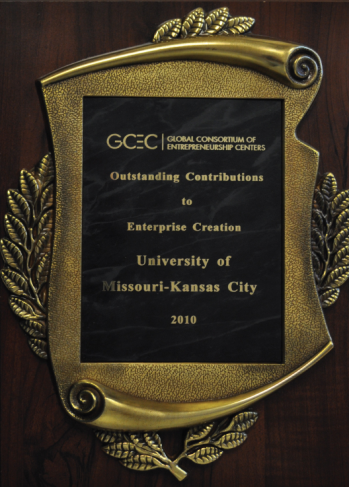 GCEC | GLOBAL CONSORTIUM OF
ENTREPRENEURSHIP CENTERS
Outstanding Contributions
to
Enterprise Creation
University of
Missouri-Kansas City
2010